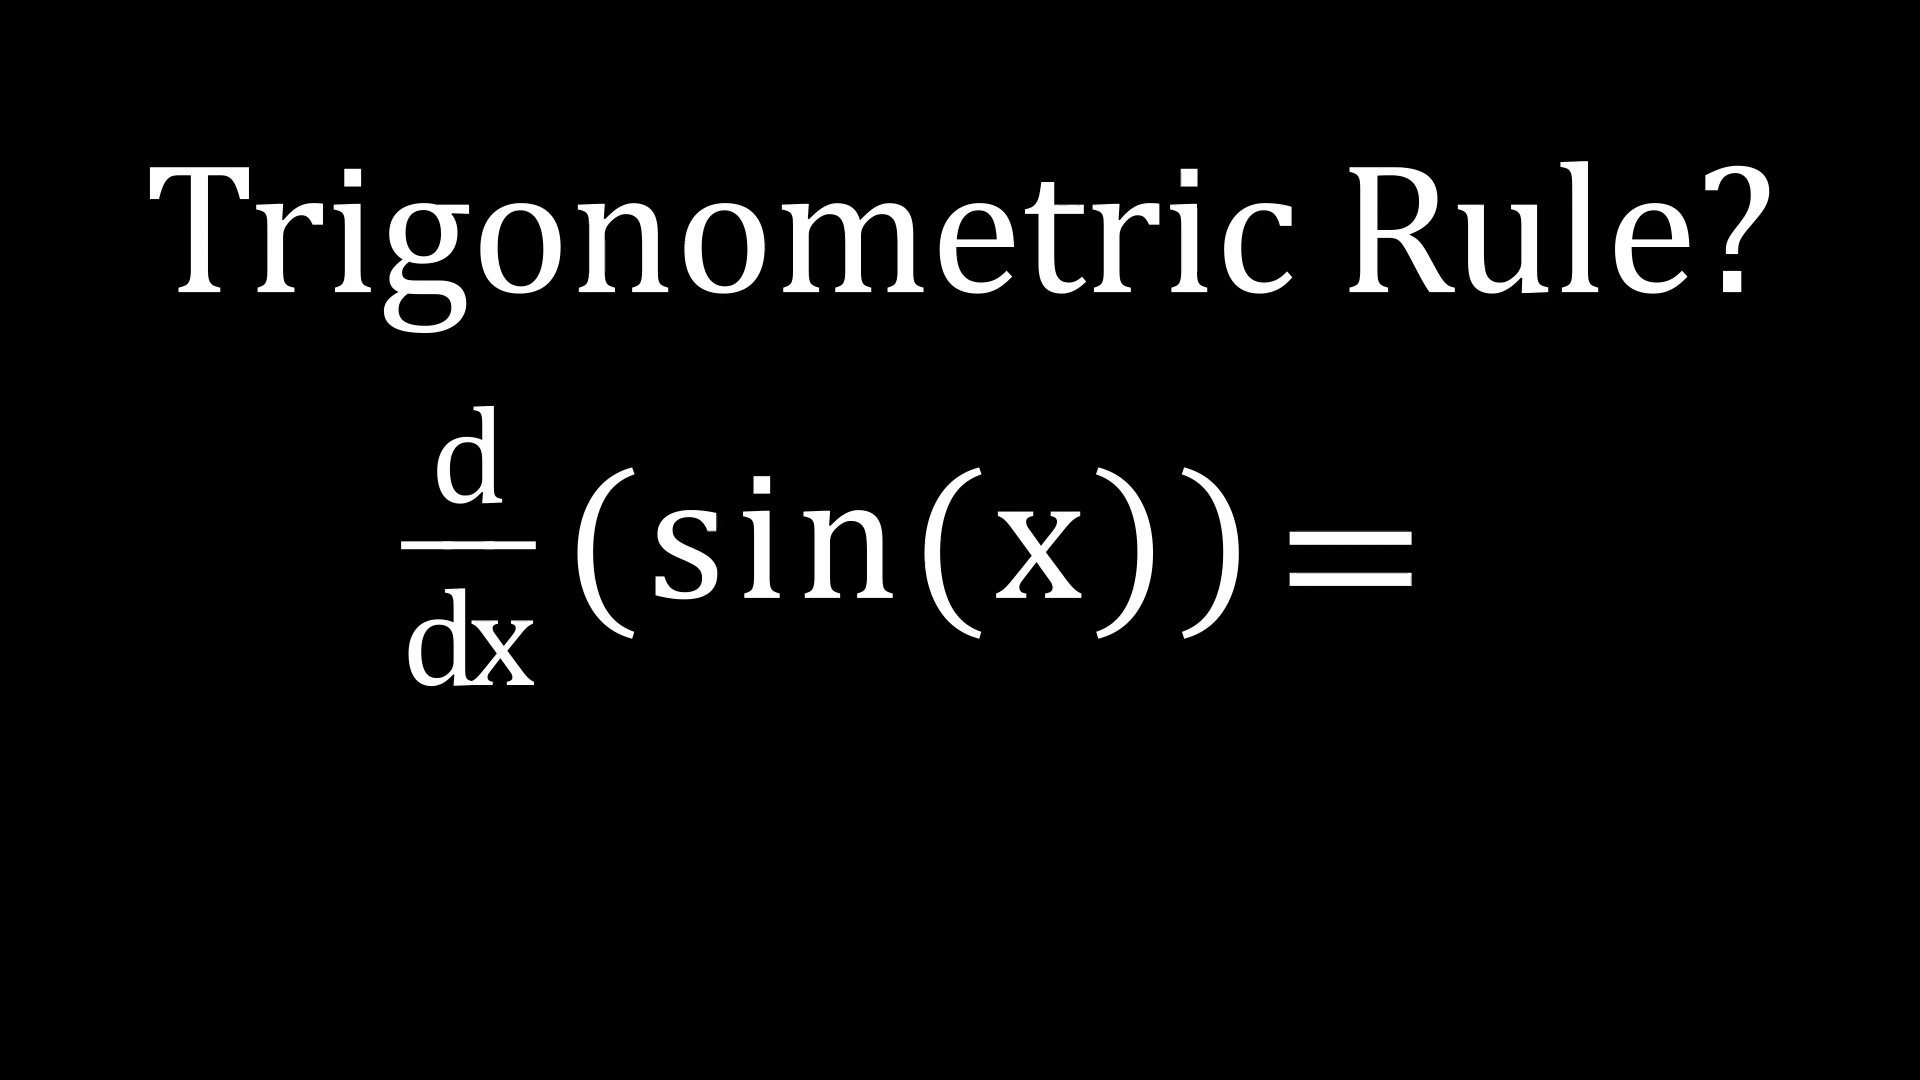 Trigonometric Rule?
d/dx (sin(x)) =